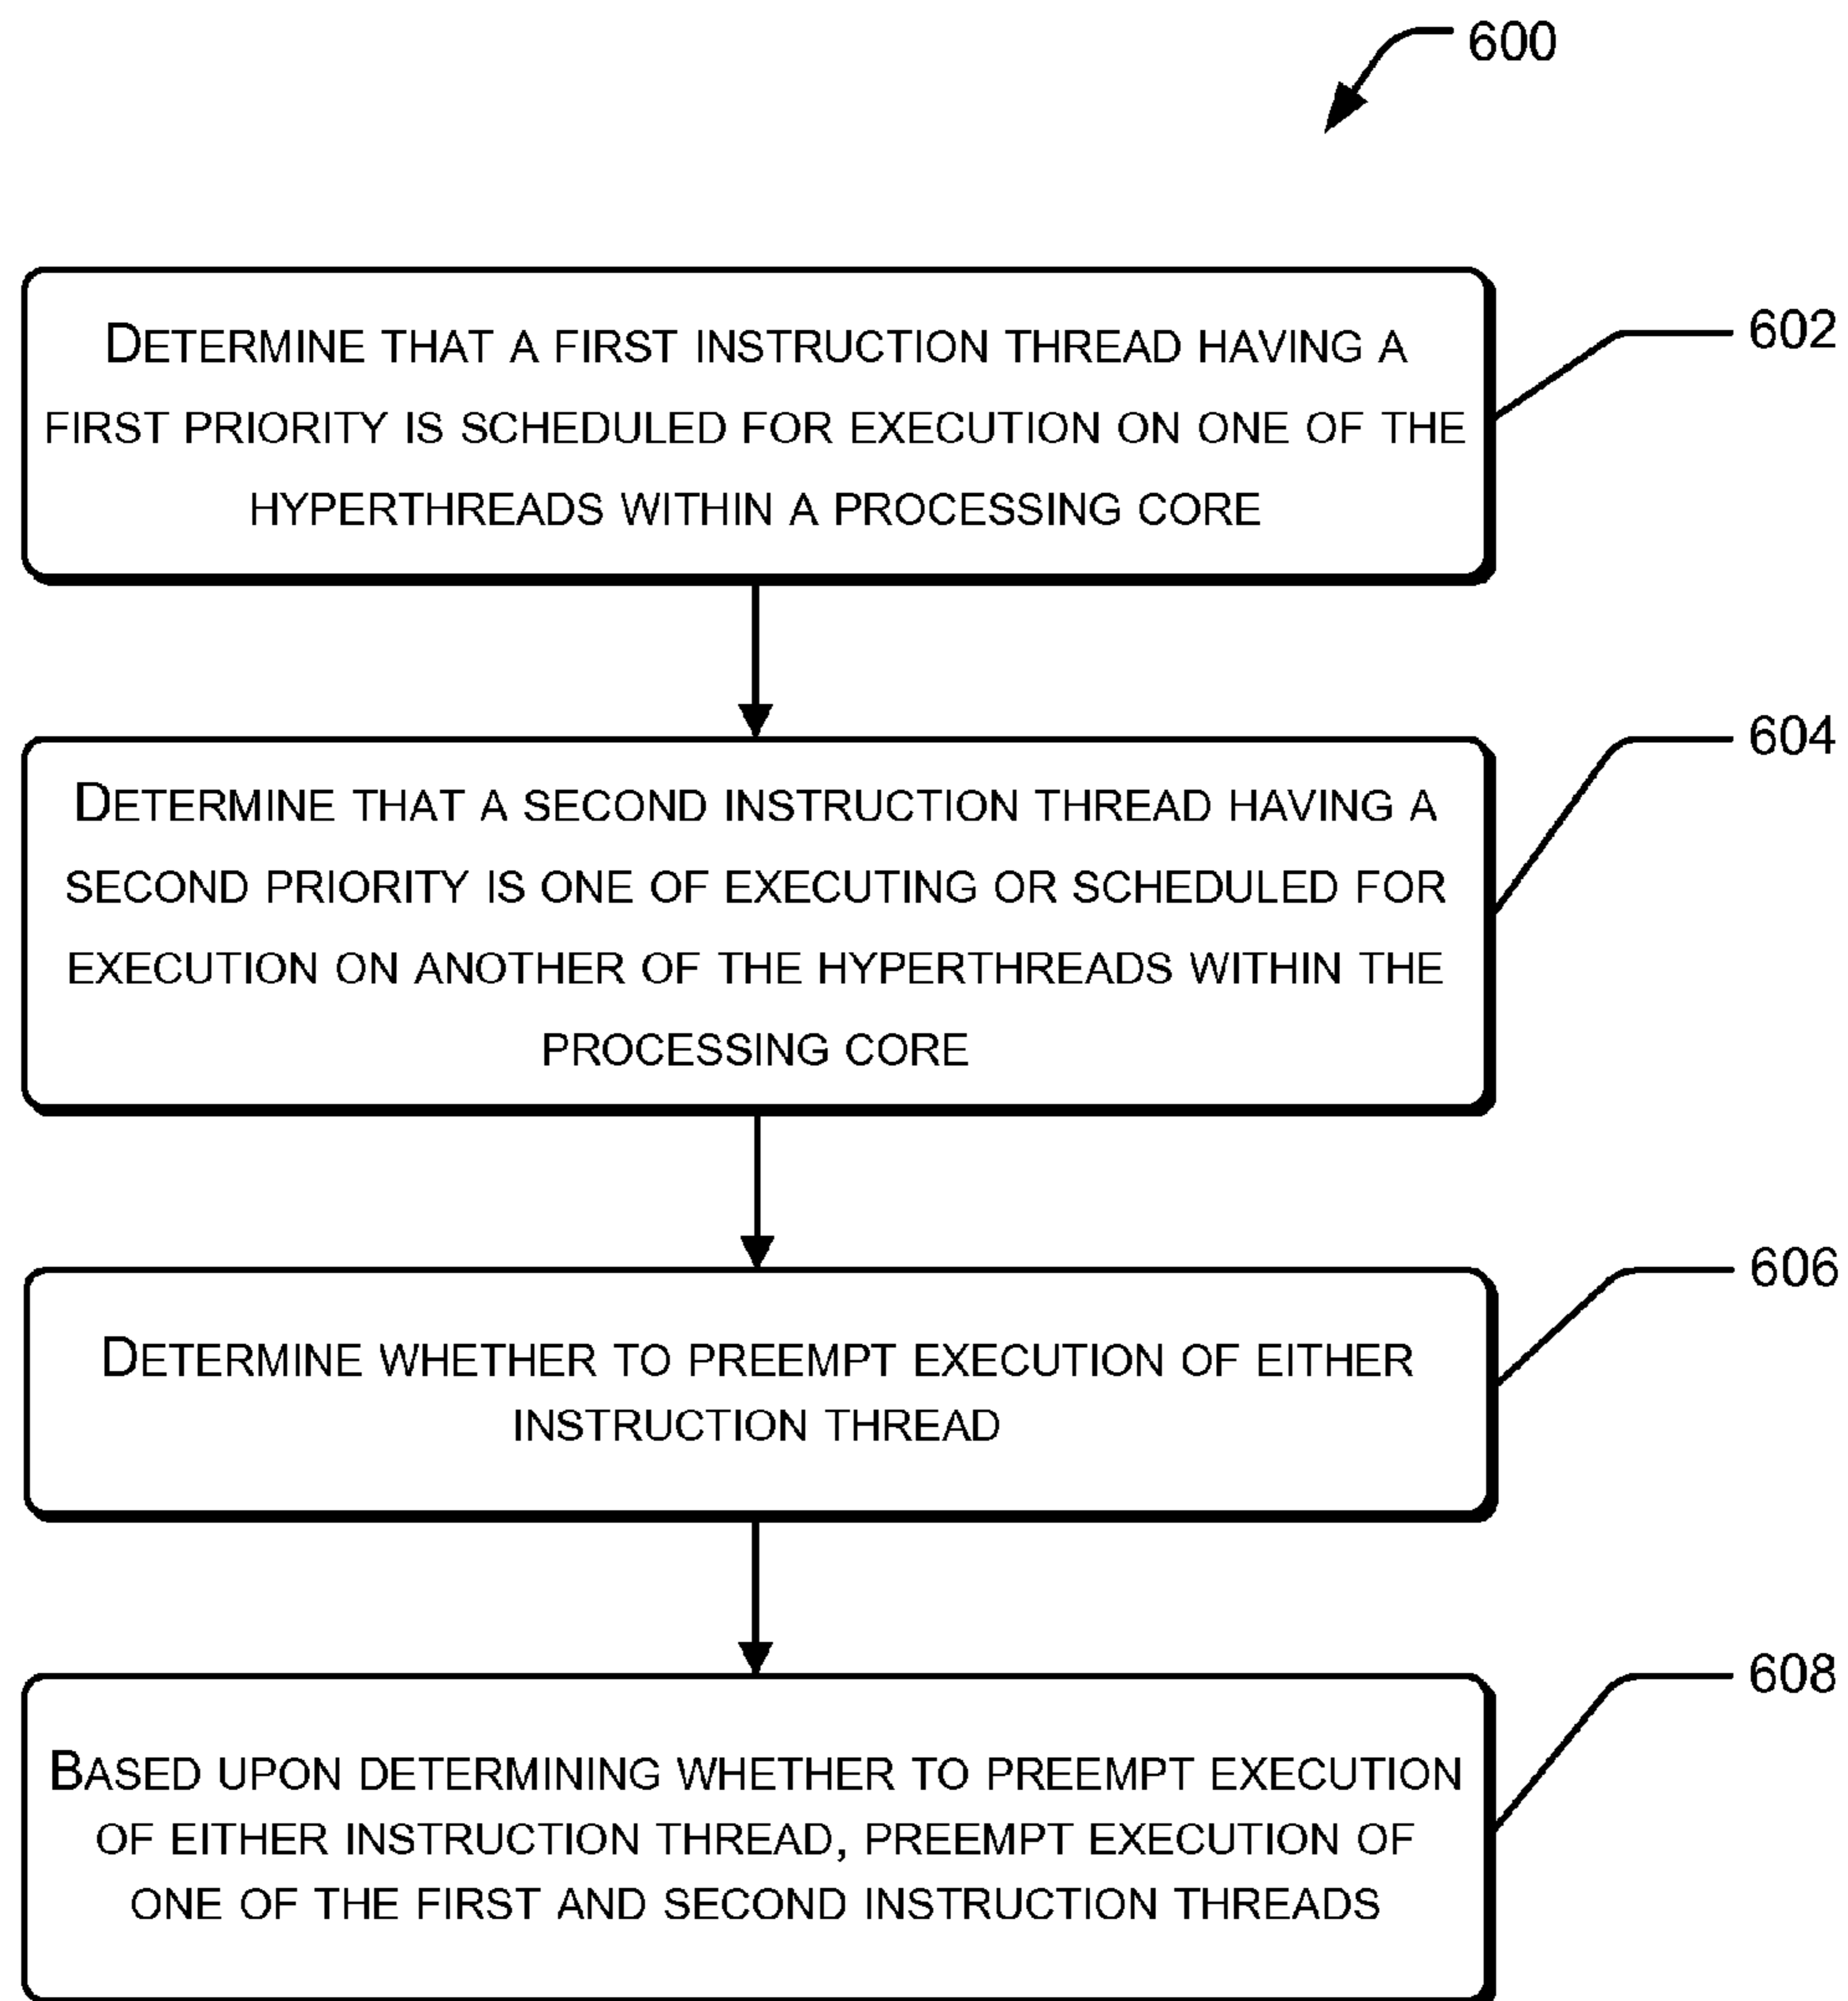 600
DETERMINE THAT A FIRST INSTRUCTION THREAD HAVING A
FIRST PRIORITY IS SCHEDULED FOR EXECUTION ON ONE OF THE
HYPERTHREADS WITHIN A PROCESSING CORE
602
DETERMINE THAT A SECOND INSTRUCTION THREAD HAVING A
SECOND PRIORITY IS ONE OF EXECUTING OR SCHEDULED FOR
EXECUTION ON ANOTHER OF THE HYPERTHREADS WITHIN THE
PROCESSING CORE
604
DETERMINE WHETHER TO PREEMPT EXECUTION OF EITHER
INSTRUCTION THREAD
606
BASED UPON DETERMINING WHETHER TO PREEMPT EXECUTION
OF EITHER INSTRUCTION THREAD, PREEMPT EXECUTION OF
ONE OF THE FIRST AND SECOND INSTRUCTION THREADS
608